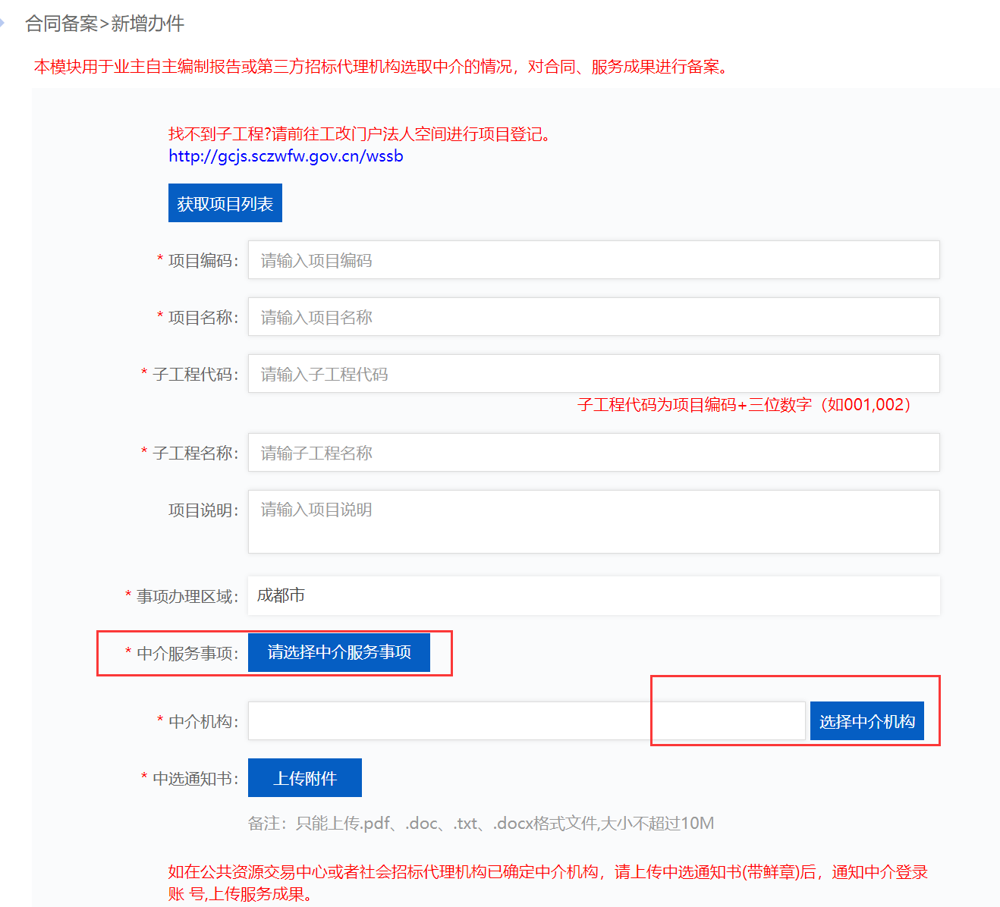 合同备案>新增办件
本模块用于业主自主编制报告或第三方招标代理机构选取中介的情况，对合同、服务成果进行备案。
找不到子工程?请前往工改门户法人空间进行项目登记。
http://gcjs.sczwfw.gov.cn/wssb
获取项目列表
* 项目编码： 请输入项目编码
* 项目名称： 请输入项目名称
* 子工程代码： 请输入子工程代码
子工程代码为项目编码+三位数字（如001,002）
* 子工程名称： 请输子工程名称
项目说明： 请输入项目说明
* 事项办理区域： 成都市
* 中介服务事项： 请选择中介服务事项
* 中介机构： 选择中介机构
* 中选通知书： 上传附件
备注：只能上传.pdf、.doc、.txt、.docx格式文件,大小不超过10M
如在公共资源交易中心或者社会招标代理机构已确定中介机构，请上传中选通知书(带鲜章)后，通知中介登录
账 号,上传服务成果。